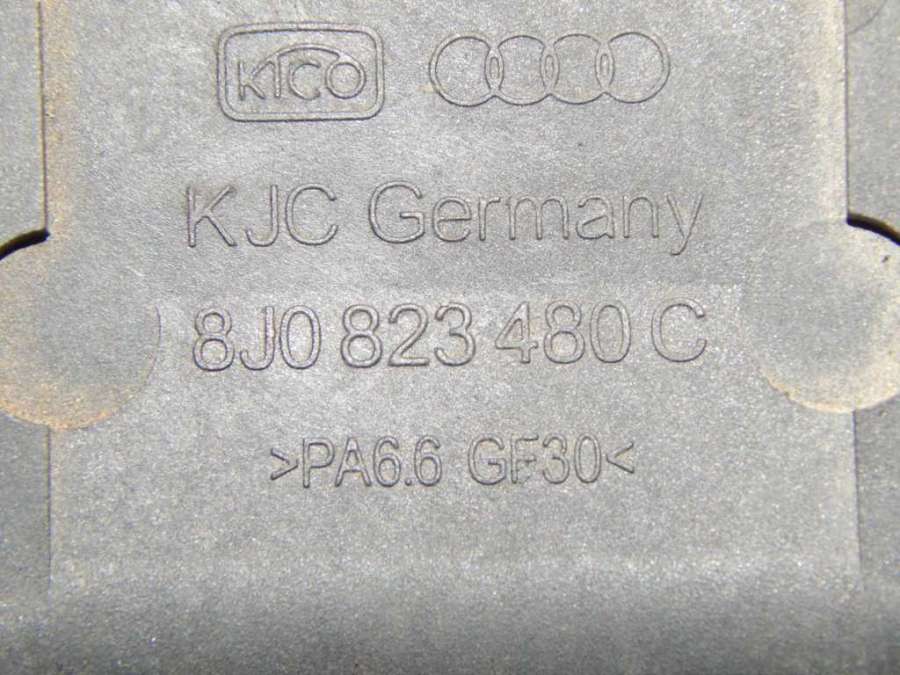 KICO
KJC Germany
8J0 823 480 C
>PA6.6 GF30<